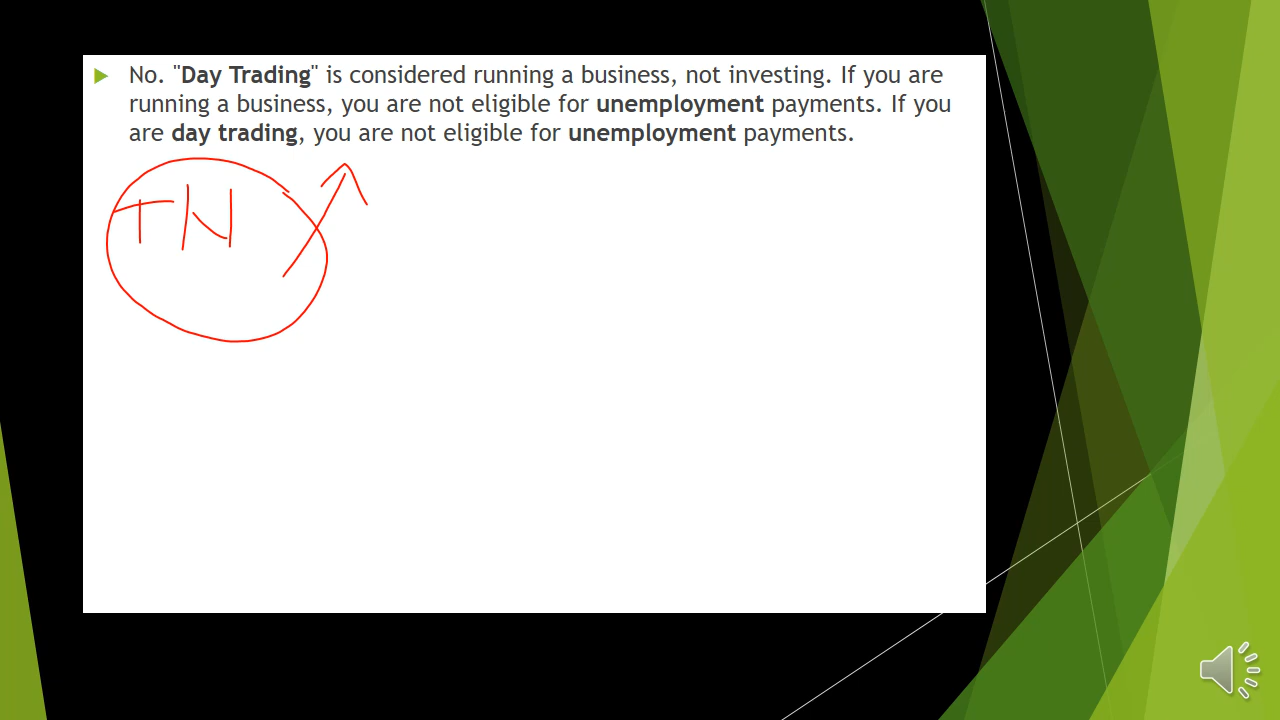 No. "Day Trading" is considered running a business, not investing. If you are
running a business, you are not eligible for unemployment payments. If you
are day trading, you are not eligible for unemployment payments.
TN